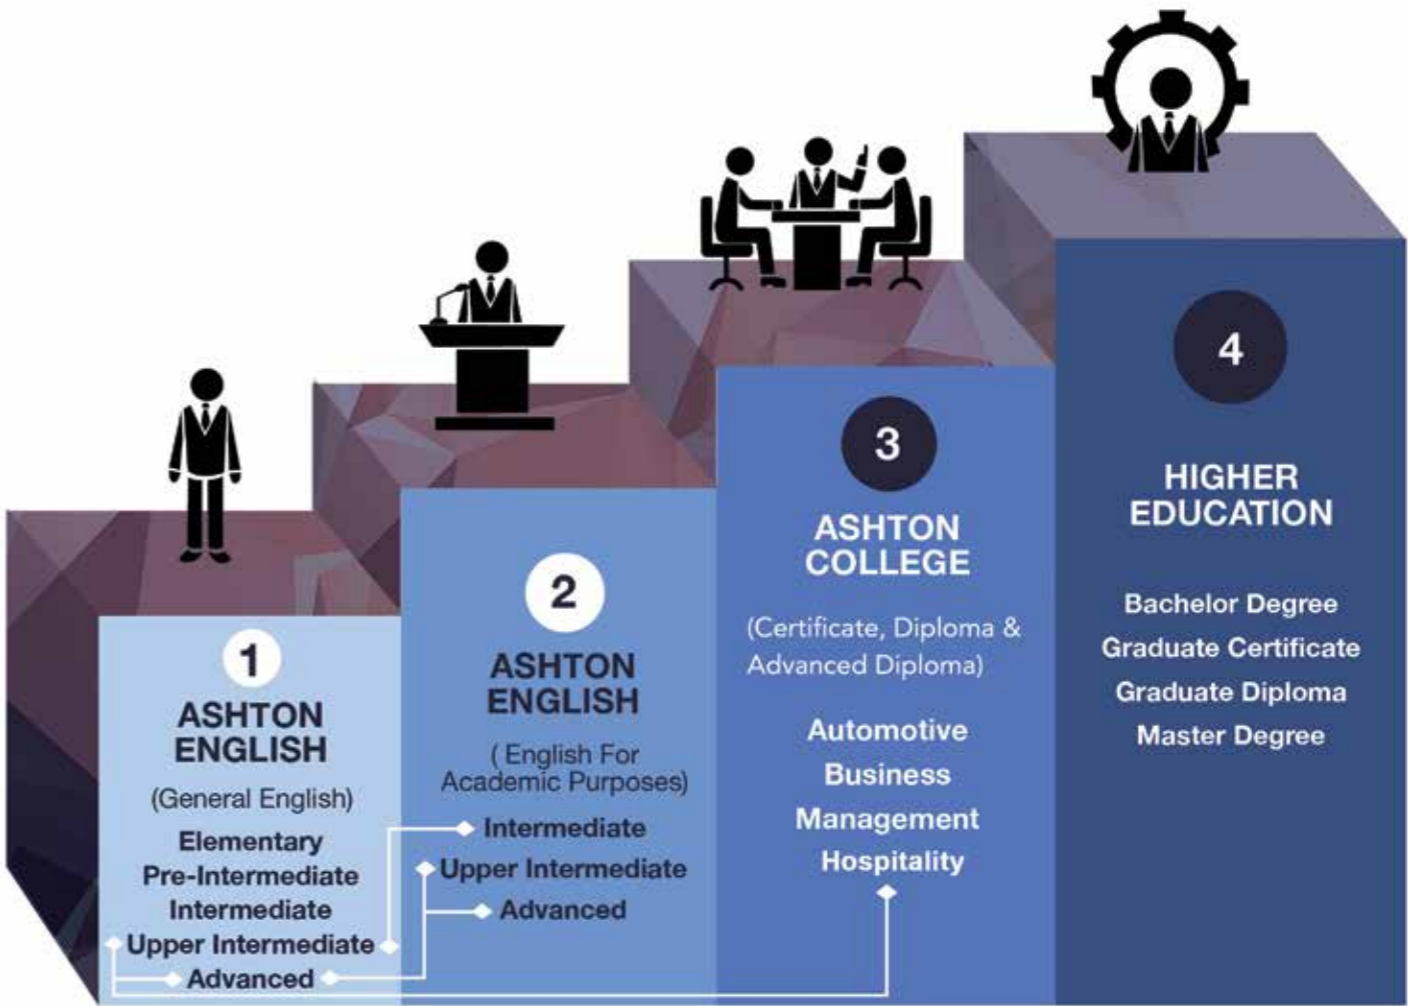 1
ASHTON
ENGLISH
(General English)
Elementary
Pre-Intermediate
Intermediate
Upper Intermediate
Advanced
2
ASHTON
ENGLISH
( English For
Academic Purposes)
Intermediate
Upper Intermediate
Advanced
3
ASHTON
COLLEGE
(Certificate, Diploma &
Advanced Diploma)
Automotive
Business
Management
Hospitality
4
HIGHER
EDUCATION
Bachelor Degree
Graduate Certificate
Graduate Diploma
Master Degree